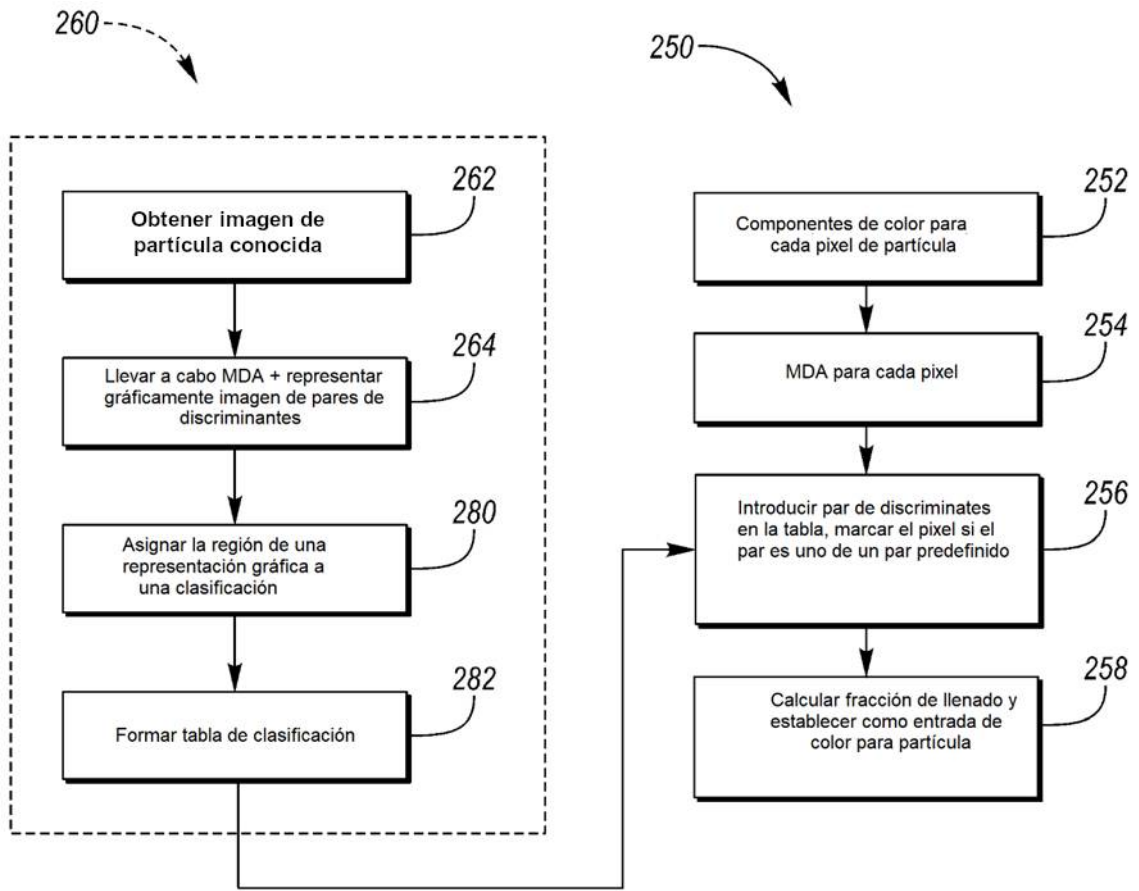 260
250
262
Obtener imagen de
partícula conocida
264
Llevar a cabo MDA + representar
gráficamente imagen de pares de
discriminantes
280
Asignar la región de una
representación gráfica a
una clasificación
282
Formar tabla de clasificación
252
Componentes de color para
cada pixel de partícula
254
MDA para cada pixel
256
Introducir par de discriminates
en la tabla, marcar el pixel si el
par es uno de un par predefinido
258
Calcular fracción de llenado y
establecer como entrada de
color para partícula